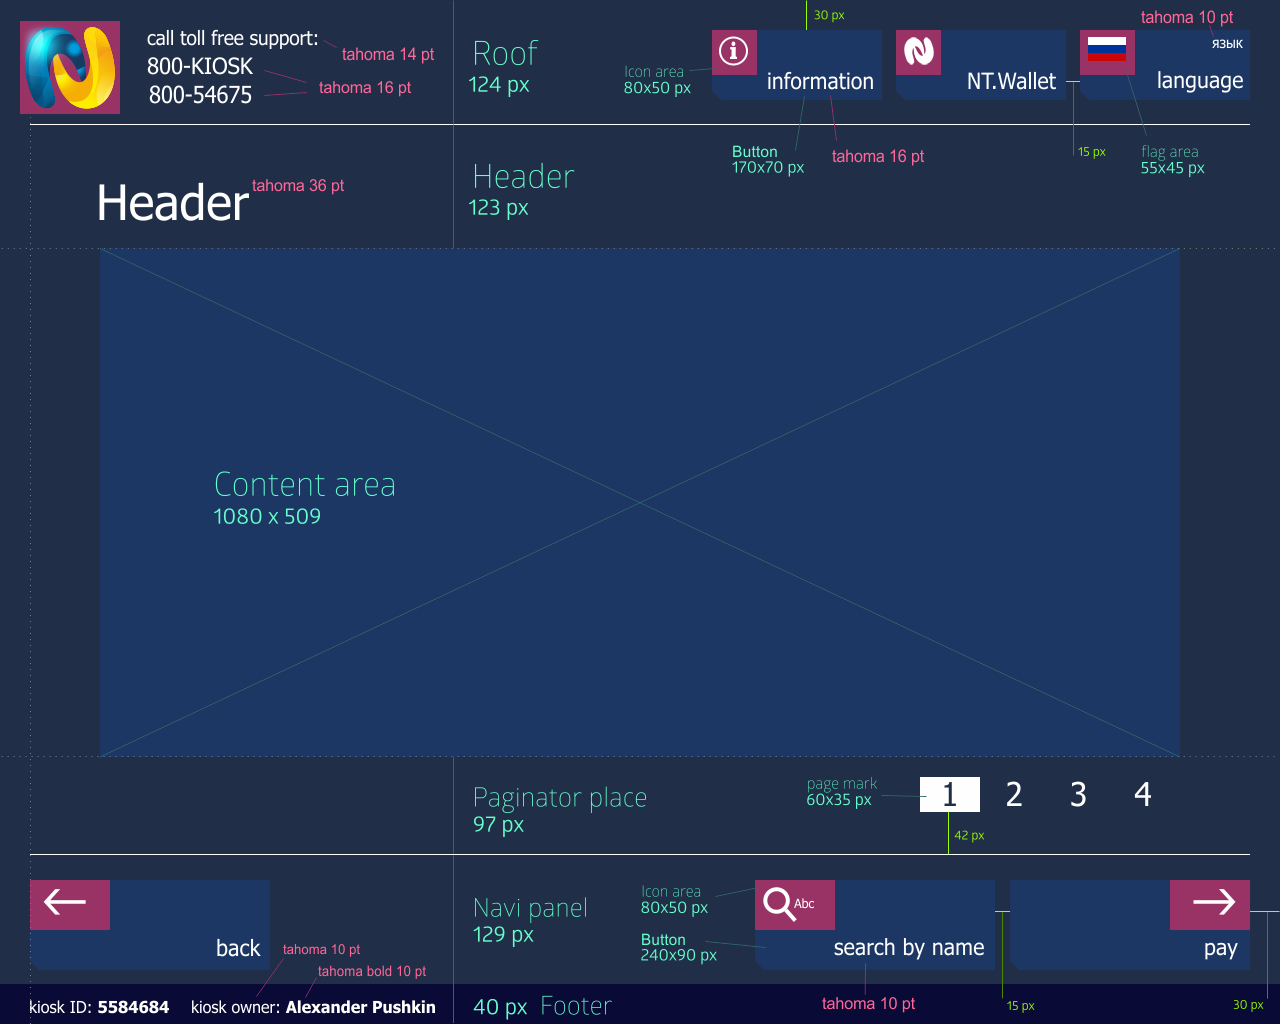 call toll free support:
800-KIOSK
800-54675
tahoma 14 pt
tahoma 16 pt
Roof
124 px
30 px
Icon area
80x50 px
information
NT.Wallet
tahoma 10 pt
язык
language
Button
170x70 px
tahoma 16 pt
15 px
flag area
55x45 px
Header
tahoma 36 pt
Header
123 px
Content area
1080 x 509
Paginator place
97 px
page mark
60x35 px
1 2 3 4
42 px
back
tahoma 10 pt
tahoma bold 10 pt
Navi panel
129 px
Icon area
80x50 px
Button
240x90 px
Abc
search by name
pay
kiosk ID: 5584684 kiosk owner: Alexander Pushkin
40 px Footer
tahoma 10 pt
15 px
30 px